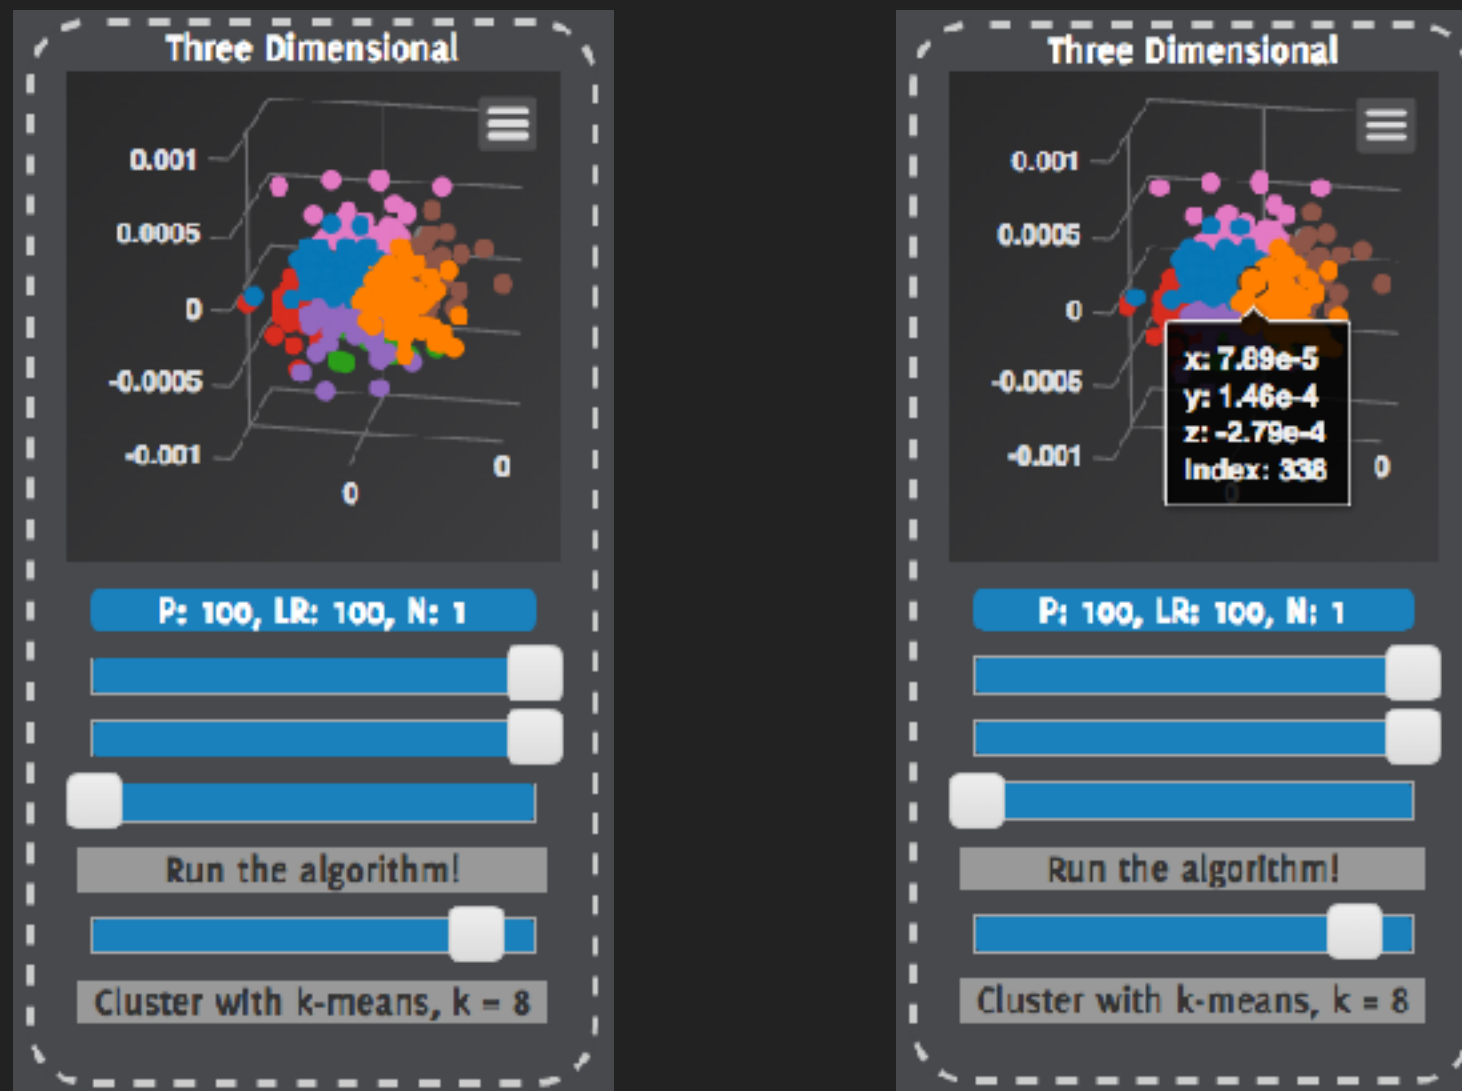 Three Dimensional
0.001
0.0005
0
-0.0005
-0.001
0
0
P: 100, LR: 100, N: 1
Run the algorithm!
Cluster with k-means, k = 8
Three Dimensional
0.001
0.0005
0
-0.0005
-0.001
x: 7.89e-5
y: 1.46e-4
z: -2.79e-4
Index: 338
0
0
P: 100, LR: 100, N: 1
Run the algorithm!
Cluster with k-means, k = 8